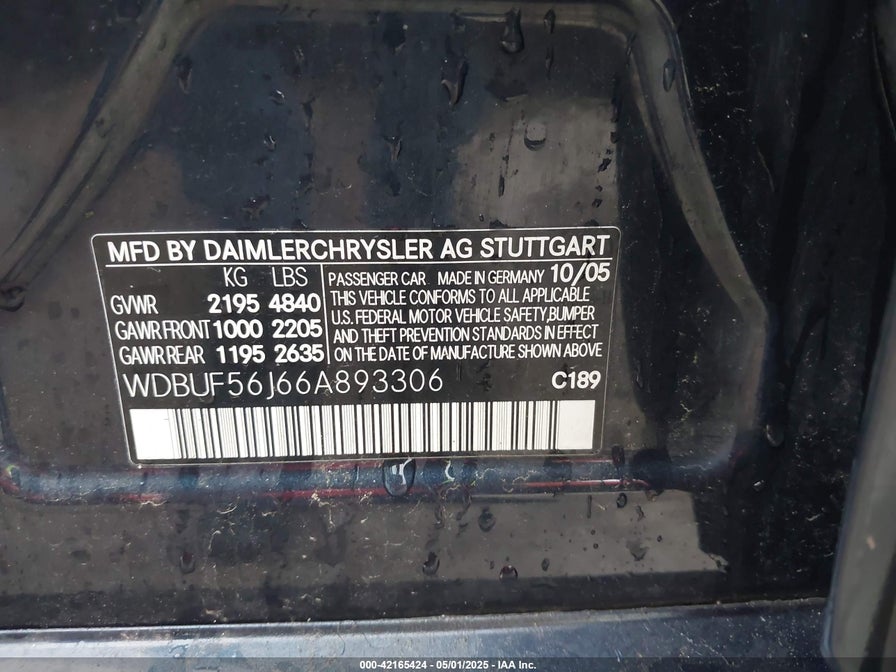 MFD BY DAIMLERCHRYSLER AG STUTTGART
KG LBS
GVWR 2195 4840
GAWR FRONT 1000 2205
GAWR REAR 1195 2635
PASSENGER CAR MADE IN GERMANY 10/05
THIS VEHICLE CONFORMS TO ALL APPLICABLE
U.S. FEDERAL MOTOR VEHICLE SAFETY,BUMPER
AND THEFT PREVENTION STANDARDS IN EFFECT
ON THE DATE OF MANUFACTURE SHOWN ABOVE
WDBUF56J66A893306 C189
000-42165424 - 05/01/2025 - IAA Inc.